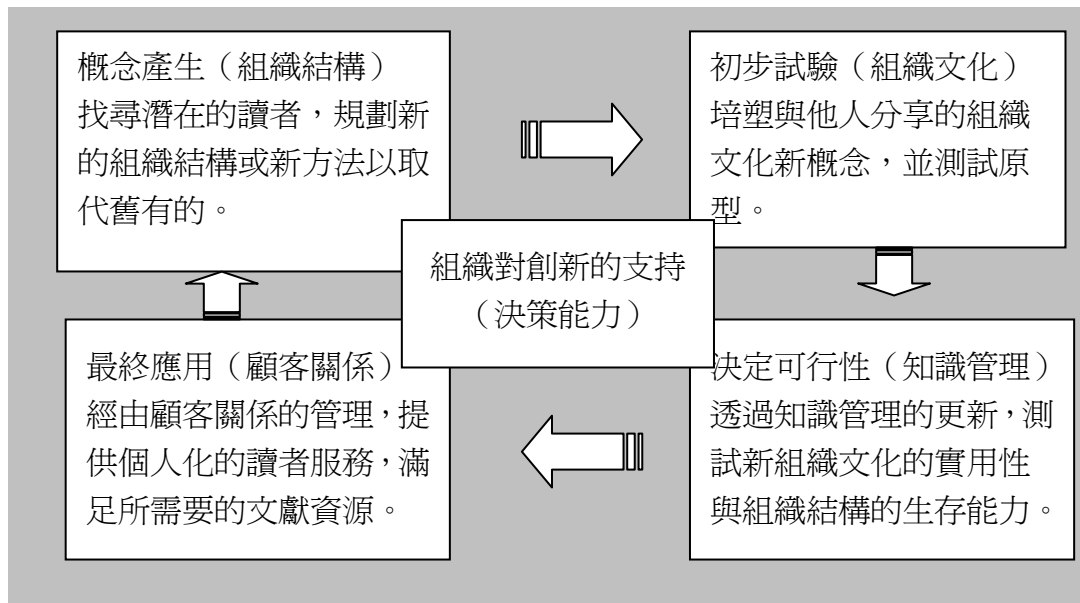 概念產生（組織結構）
找尋潛在的讀者，規劃新
的組織結構或新方法以取
代舊有的。
初步試驗（組織文化）
培塑與他人分享的組織
文化新概念，並測試原
型。
組織對創新的支持
（決策能力）
最終應用（顧客關係）
經由顧客關係的管理，提
供個人化的讀者服務，滿
足所需要的文獻資源。
決定可行性（知識管理）
透過知識管理的更新，測
試新組織文化的實用性
與組織結構的生存能力。